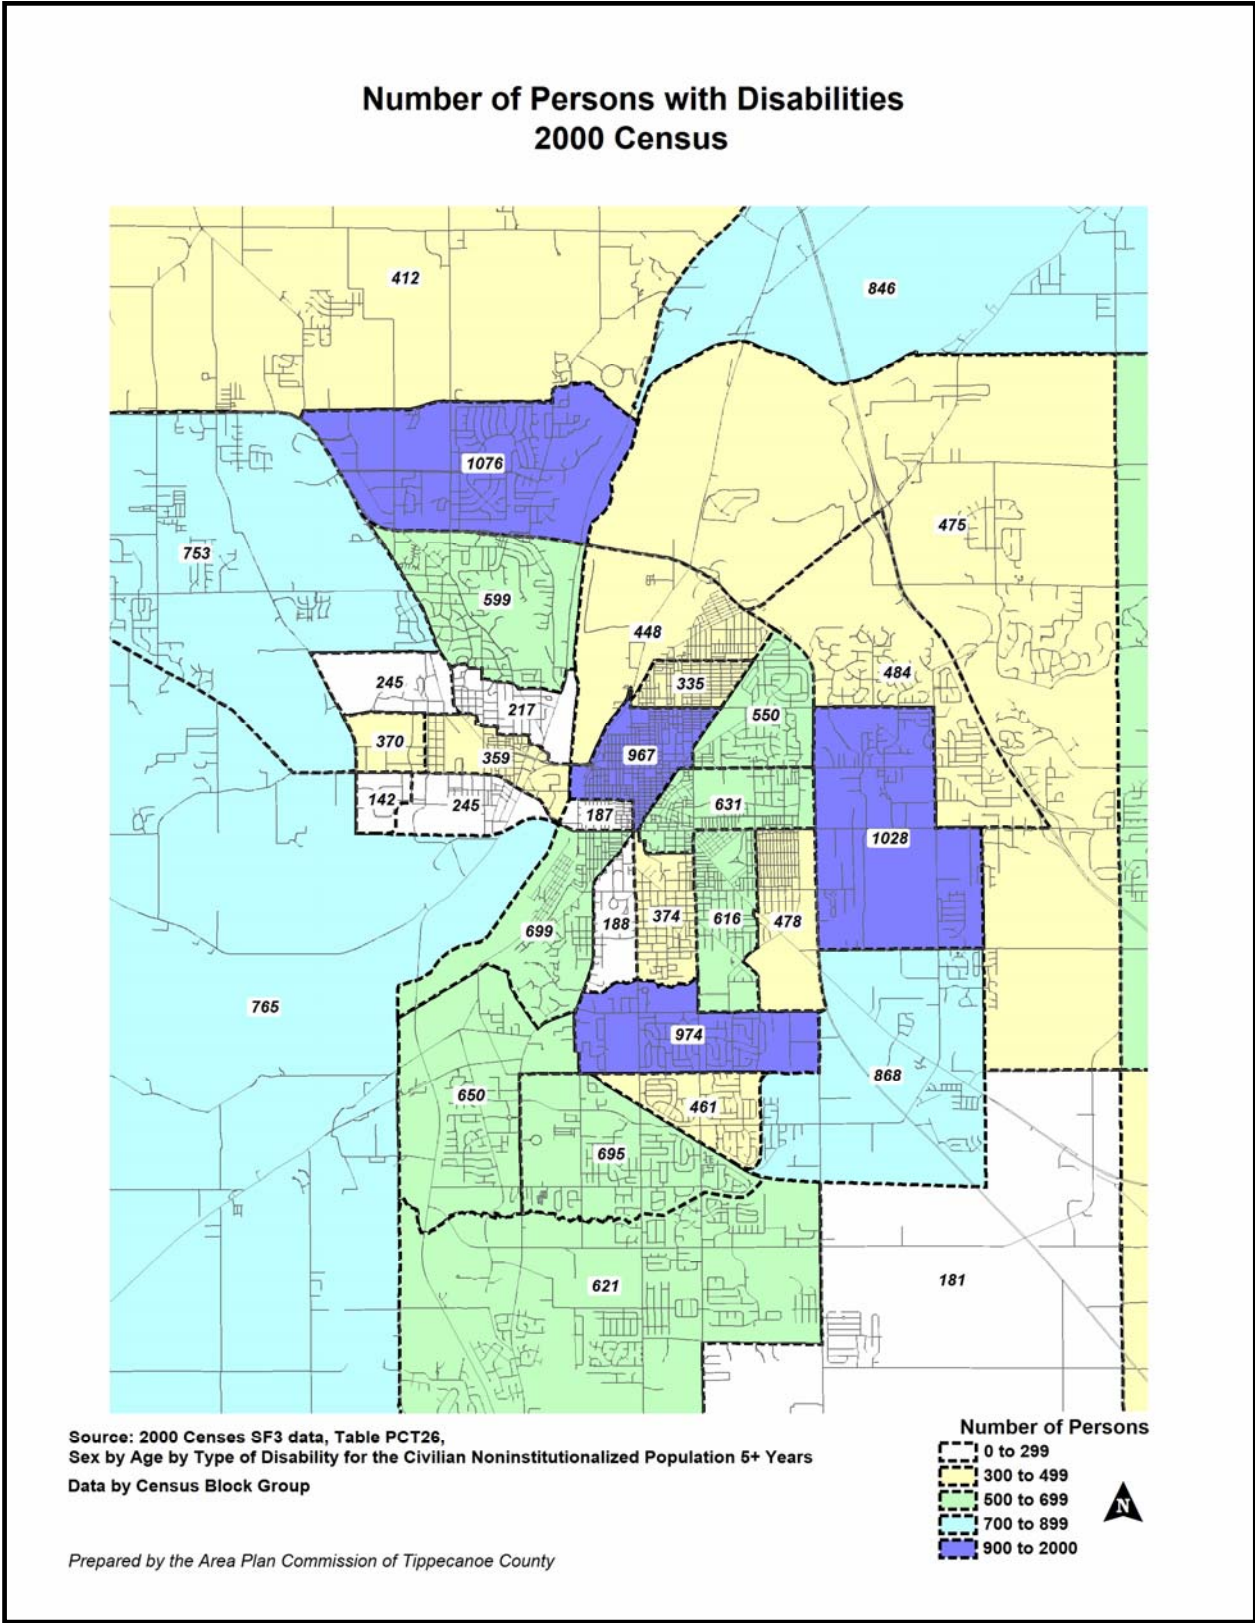 Number of Persons with Disabilities
2000 Census
412
846
1076
475
753
599
448
484
335
245
217
550
370
359
967
142
245
187
631
1028
374
616
478
188
699
765
974
868
650
461
695
181
621
Source: 2000 Censes SF3 data, Table PCT26,
Sex by Age by Type of Disability for the Civilian Noninstitutionalized Population 5+ Years
Data by Census Block Group
Number of Persons
0 to 299
300 to 499
500 to 699
700 to 899
900 to 2000
N
Prepared by the Area Plan Commission of Tippecanoe County